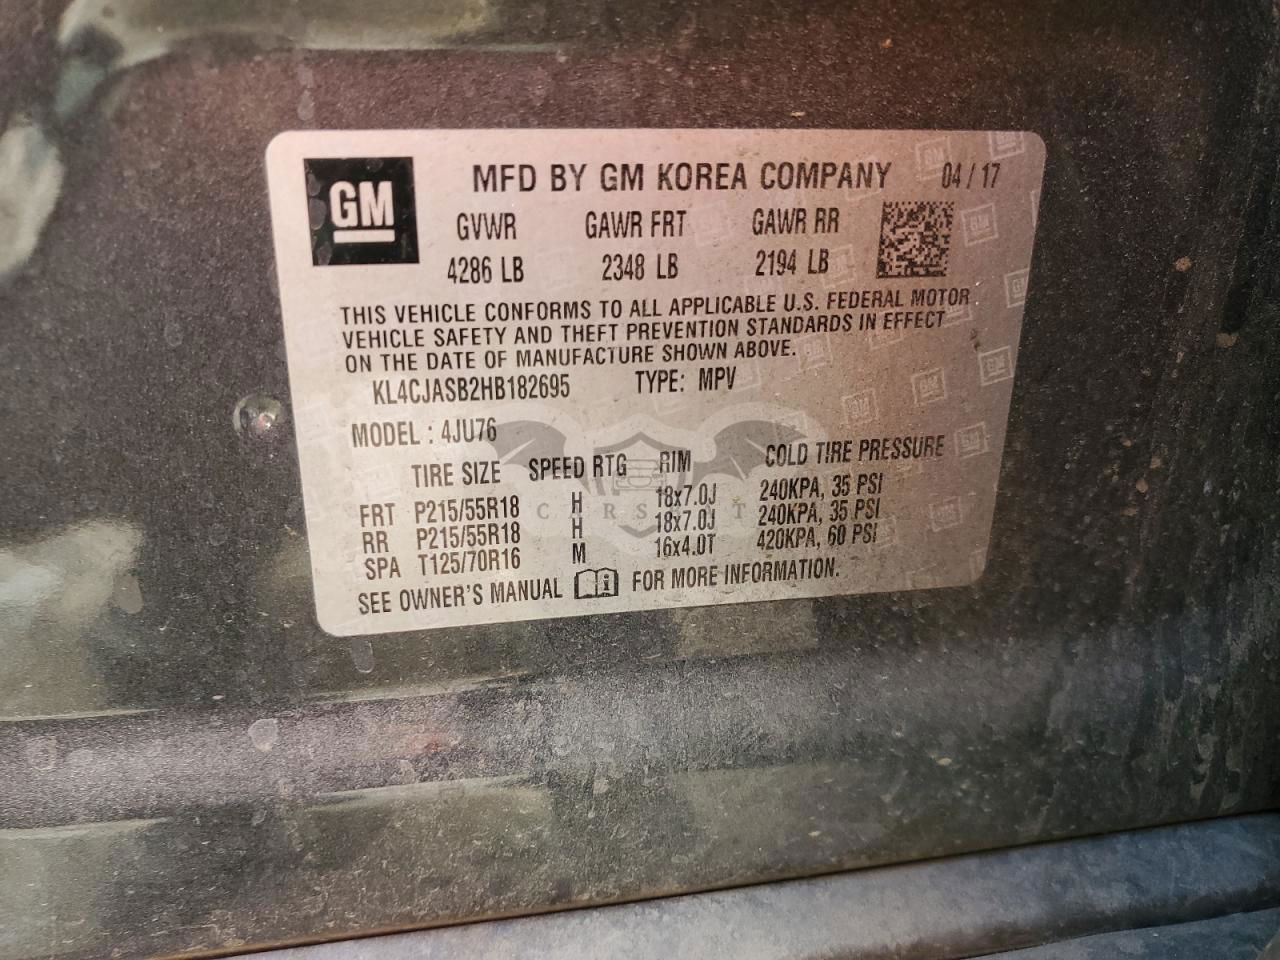 GM
MFD BY GM KOREA COMPANY 04 / 17
GVWR GAWR FRT GAWR RR
4286 LB 2348 LB 2194 LB
THIS VEHICLE CONFORMS TO ALL APPLICABLE U.S. FEDERAL MOTOR
VEHICLE SAFETY AND THEFT PREVENTION STANDARDS IN EFFECT
ON THE DATE OF MANUFACTURE SHOWN ABOVE.
KL4CJASB2HB182695 TYPE: MPV
MODEL : 4JU76
TIRE SIZE SPEED RTG RIM COLD TIRE PRESSURE
FRT P215/55R18 H 18x7.0J 240KPA, 35 PSI
RR P215/55R18 H 18x7.0J 240KPA, 35 PSI
SPA T125/70R16 M 16x4.0T 420KPA, 60 PSI
SEE OWNER'S MANUAL FOR MORE INFORMATION.